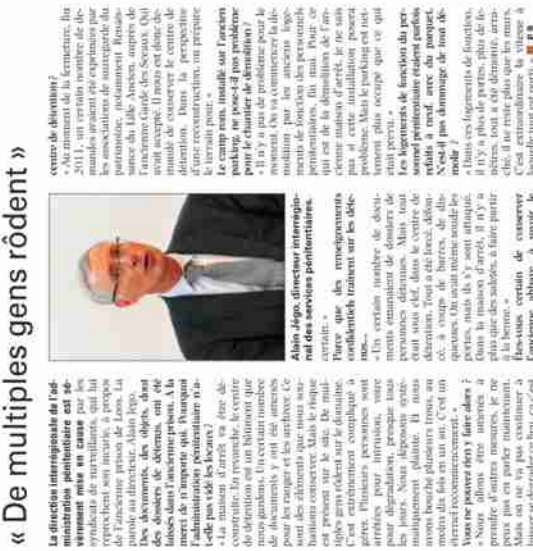 « De multiples gens rôdent »
La direction interrégionale de l'ad-
ministration pénitentiaire est sé-
vèrement mise en cause par les
syndicats de surveillants, qui lui
reprochent son incurie, à propos
de l'ancienne prison de Loos. La
parole au directeur, Alain Jégo.
Des documents, des objets, dont
des dossiers de détenus, ont été
laissés dans l'ancienne prison. À la
merci de n'importe qui. Pourquoi
l'administration pénitentiaire n'a-
t-elle pas vidé les locaux ?
« La maison d'arrêt va être dé-
construite. En revanche, le centre
de détention est un bâtiment que
nous gardons. Un certain nombre
de documents y ont été amenés
pour les ranger et les archiver. Ce
sont des éléments que nous sou-
haitions conserver. Mais le risque
est présent sur le site. De mul-
tiples gens rôdent sur le domaine.
C'est extrêmement compliqué à
gérer. Plusieurs personnes sont
arrêtées pour intrusion, voire
pour dégradation, presque tous
les jours. Nous déposons systé-
matiquement plainte. Et nous
avons bouché plusieurs trous, au
moins dix fois en un an. C'est un
éternel recommencement. »
Vous ne pouvez rien y faire alors ?
« Nous allons être amenés à
prendre d'autres mesures, je ne
peux pas en parler maintenant.
Mais on ne va pas continuer à
Alain Jégo, directeur interrégio-
nal des services pénitentiaires.
certain. »
Parce que des renseignements
confidentiels traînent sur les déte-
nus...
« Un certain nombre de docu-
ments émanaient de dossiers de
personnes détenues. Mais tout
était sous clef, dans le centre de
détention. Tout a été forcé, défon-
cé, à coups de barres, de dis-
queuses. On avait même soudé les
portes, mais ils s'y sont attaqué.
Dans la maison d'arrêt, il n'y a
plus que des saletés, à faire partir
à la benne. »
Êtes-vous certain de conserver
l'ancienne abbaye, à savoir le
centre de détention ?
« Au moment de la fermeture, fin
2011, un certain nombre de de-
mandes avaient été exprimées par
les associations de sauvegarde du
patrimoine, notamment Renais-
sance du Lille Ancien, auprès de
l'ancienne Garde des Sceaux. Qui
avait accepté. Il nous est donc de-
mandé de conserver le centre de
détention. Dans la perspective
d'une reconstruction, on prépare
le terrain pour. »
Le camp rom, installé sur l'ancien
parking, ne pose-t-il pas problème
pour le chantier de démolition ?
« Il n'y a pas de problème pour le
moment. On va commencer la dé-
molition par les anciens loge-
ments de fonction des personnels
pénitentiaires, fin mai. Pour ce
qui est de la démolition de l'an-
cienne maison d'arrêt, je ne sais
pas si cette installation posera
problème. Mais le parking est net-
tement plus occupé que ce qui
était prévu. »
Les logements de fonction du per-
sonnel pénitentiaire étaient parfois
refaits à neuf, avec du parquet.
N'est-il pas dommage de tout dé-
molir ?
« Dans ces logements de fonction,
il n'y a plus de portes, plus de fe-
nêtres, tout a été démonté, arra-
ché, il ne reste plus que les murs.
C'est extraordinaire la vitesse à
laquelle tout est parti. »